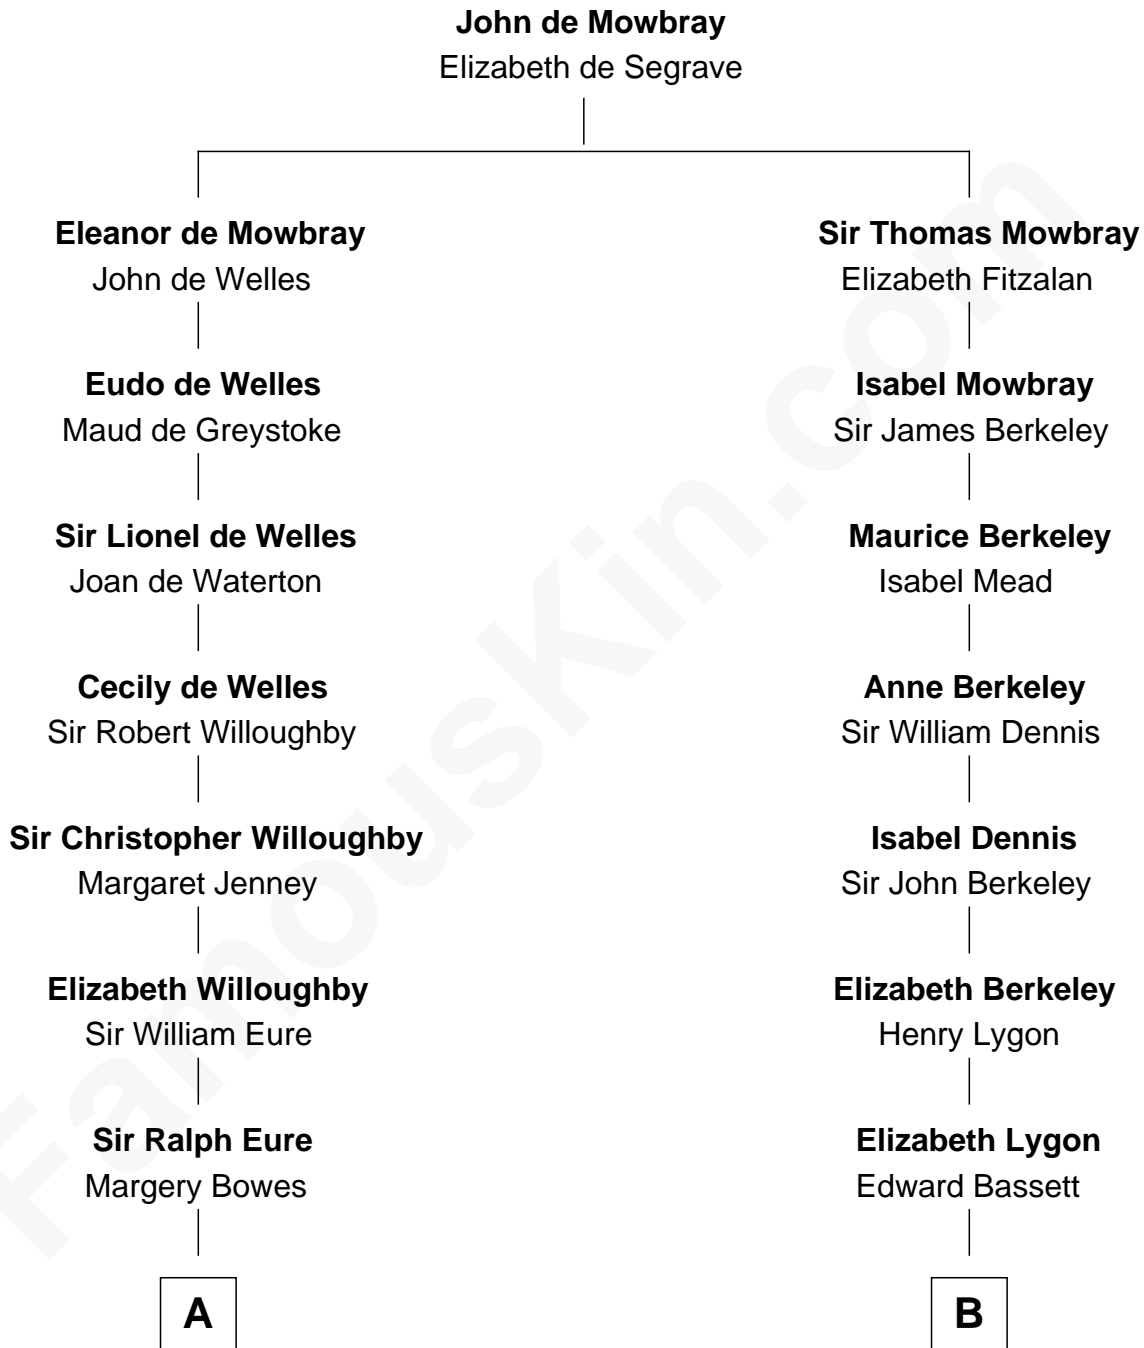 John de Mowbray
Elizabeth de Segrave
Eleanor de Mowbray
John de Welles
Sir Thomas Mowbray
Elizabeth Fitzalan
Eudo de Welles
Maud de Greystoke
Isabel Mowbray
Sir James Berkeley
Sir Lionel de Welles
Joan de Waterton
Maurice Berkeley
Isabel Mead
Cecily de Welles
Sir Robert Willoughby
Anne Berkeley
Sir William Dennis
Sir Christopher Willoughby
Margaret Jenney
Isabel Dennis
Sir John Berkeley
Elizabeth Willoughby
Sir William Eure
Elizabeth Berkeley
Henry Lygon
Sir Ralph Eure
Margery Bowes
Elizabeth Lygon
Edward Bassett
A
B
FamousKin.com